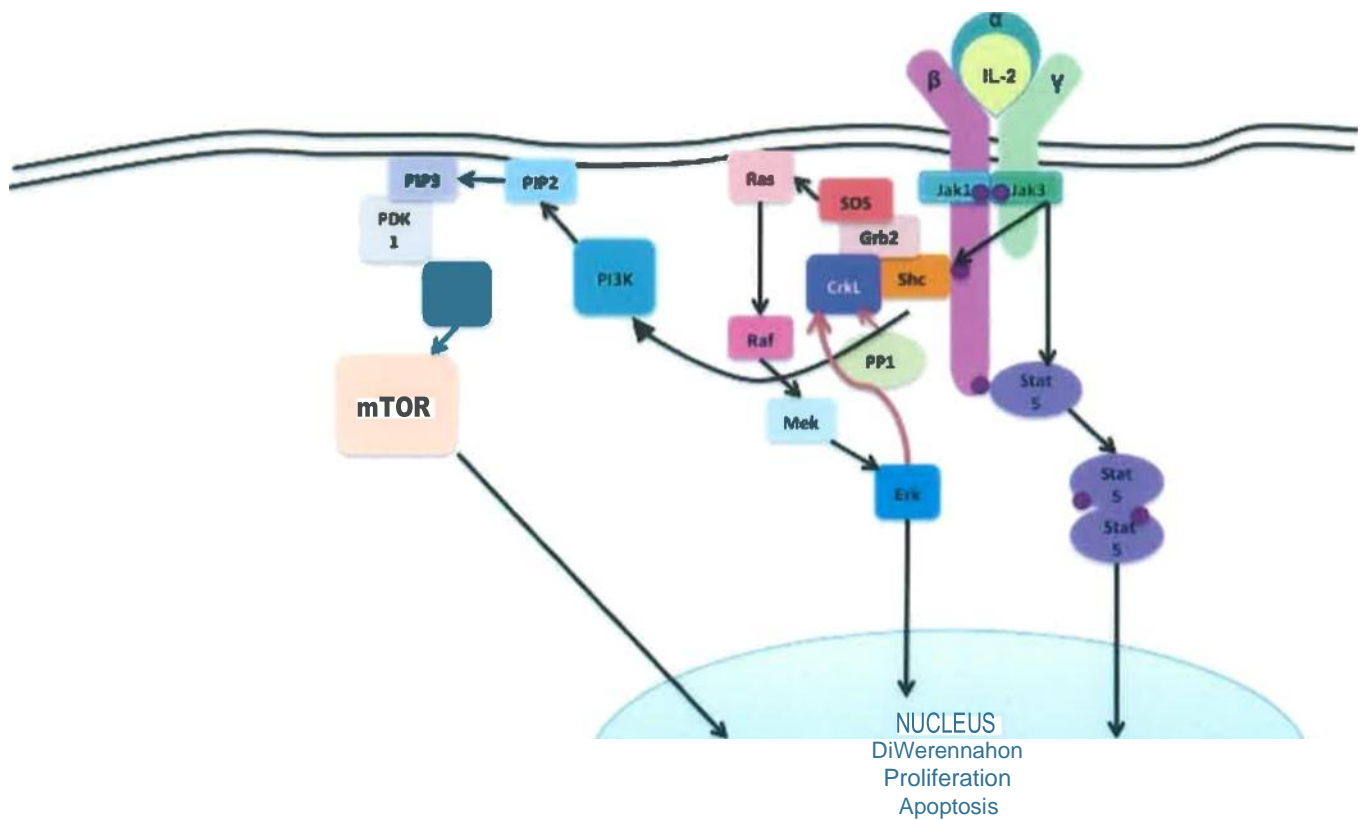 α
β
IL-2
γ
PIP3
PIP2
Ras
Jak1
Jak3
SOS
PDK
1
Grb2
PI3K
CrkL
Shc
Raf
PP1
Stat
5
mTOR
Mek
Erk
Stat
5
Stat
5
NUCLEUS
DiWerennahon
Proliferation
Apoptosis